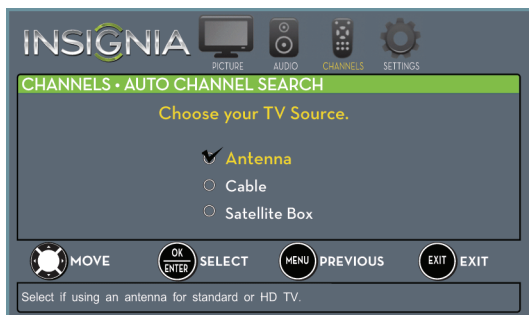 INSIGNIA
PICTURE AUDIO CHANNELS SETTINGS
CHANNELS • AUTO CHANNEL SEARCH
Choose your TV Source.
Antenna
Cable
Satellite Box
MOVE OK ENTER SELECT MENU PREVIOUS EXIT EXIT
Select if using an antenna for standard or HD TV.